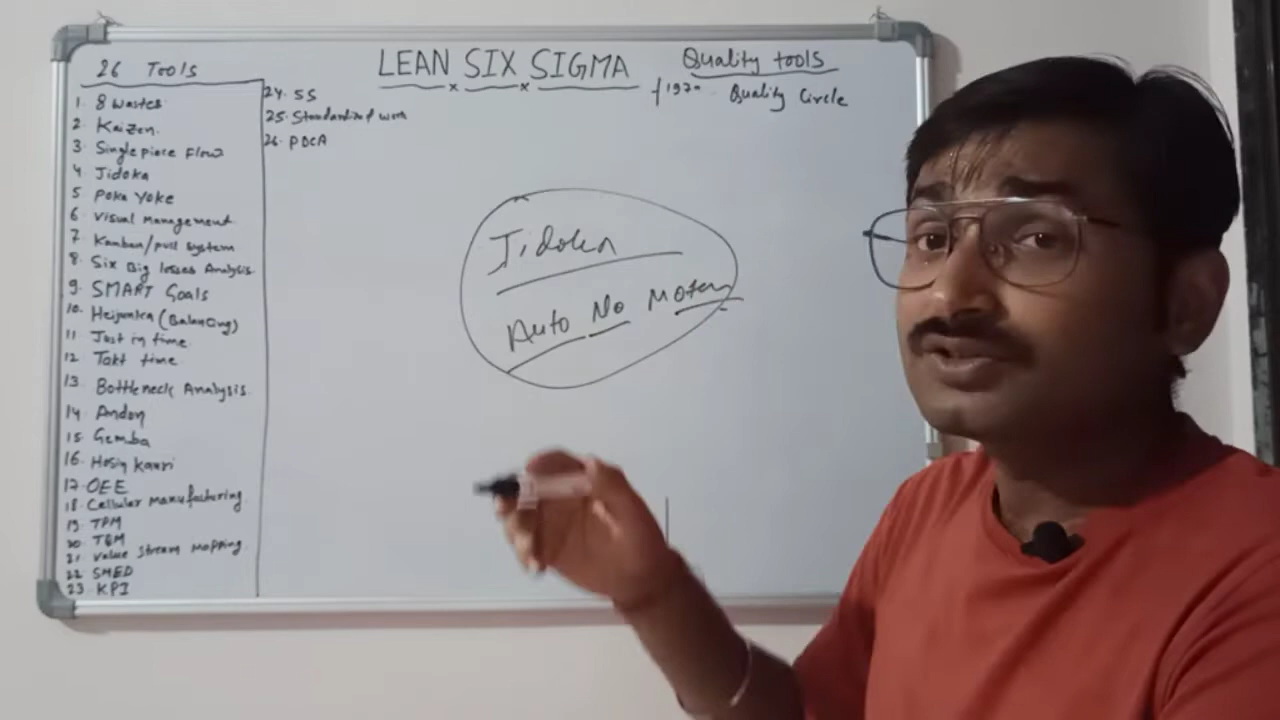 26 Tools
1. 8 Wastes
2. Kaizen.
3. Single piece Flow
4. Jidoka
5. Poka Yoke
6. Visual Management
7. Kanban/pull system
8. Six Big losses Analysis
9. SMART Goals
10. Heijunka (Balancing)
11. Just in time
12. Takt time
13. Bottleneck Analysis
14. Andon
15. Gemba
16. Hosin Kanri
17. OEE
18. Cellular Manufacturing
19. TPM
20. TQM
21. Value Stream Mapping
22. SMED
23. KPI
24. 5S
25. Standardized work
26. PDCA
LEAN SIX SIGMA
Quality tools
Quality Circle
Jidoka
Auto No Moton